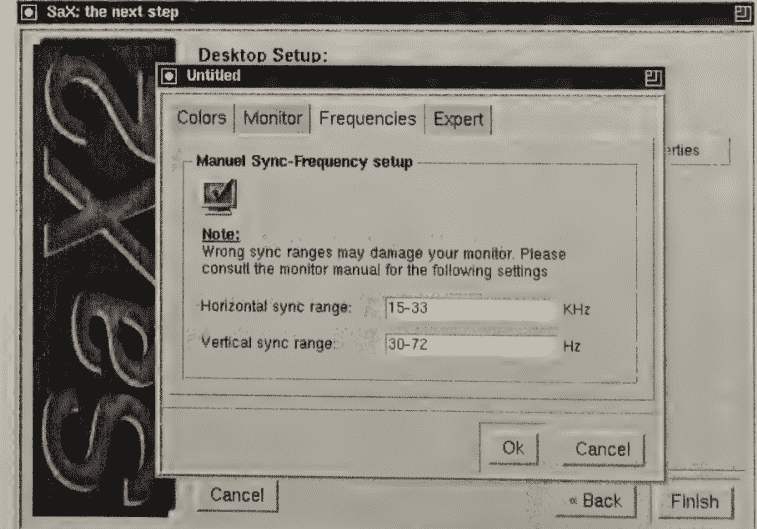 SaX: the next step
SaX2
Desktop Setup:
Untitled
Colors Monitor Frequencies Expert
erties
Manuel Sync-Frequency setup
Note:
Wrong sync ranges may damage your monitor. Please
consult the monitor manual for the following settings
Horizontal sync range: 15-33 KHz
Vertical sync range: 30-72 Hz
Ok Cancel
Cancel « Back Finish